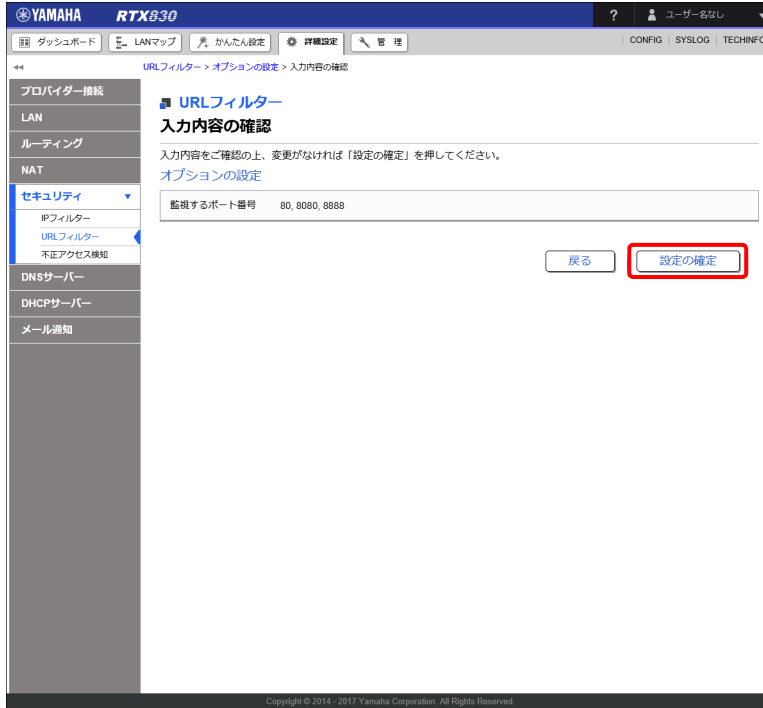 YAMAHA RTX830 ? ユーザー名なし
ダッシュボード LANマップ かんたん設定 詳細設定 管 理 CONFIG SYSLOG TECHINFO
URLフィルター > オプションの設定 > 入力内容の確認
プロバイダー接続
LAN
ルーティング
NAT
セキュリティ
IPフィルター
URLフィルター
不正アクセス検知
DNSサーバー
DHCPサーバー
メール通知
URLフィルター
入力内容の確認
入力内容をご確認の上、変更がなければ「設定の確定」を押してください。
オプションの設定
監視するポート番号 80, 8080, 8888
戻る 設定の確定
Copyright © 2014 - 2017 Yamaha Corporation. All Rights Reserved.